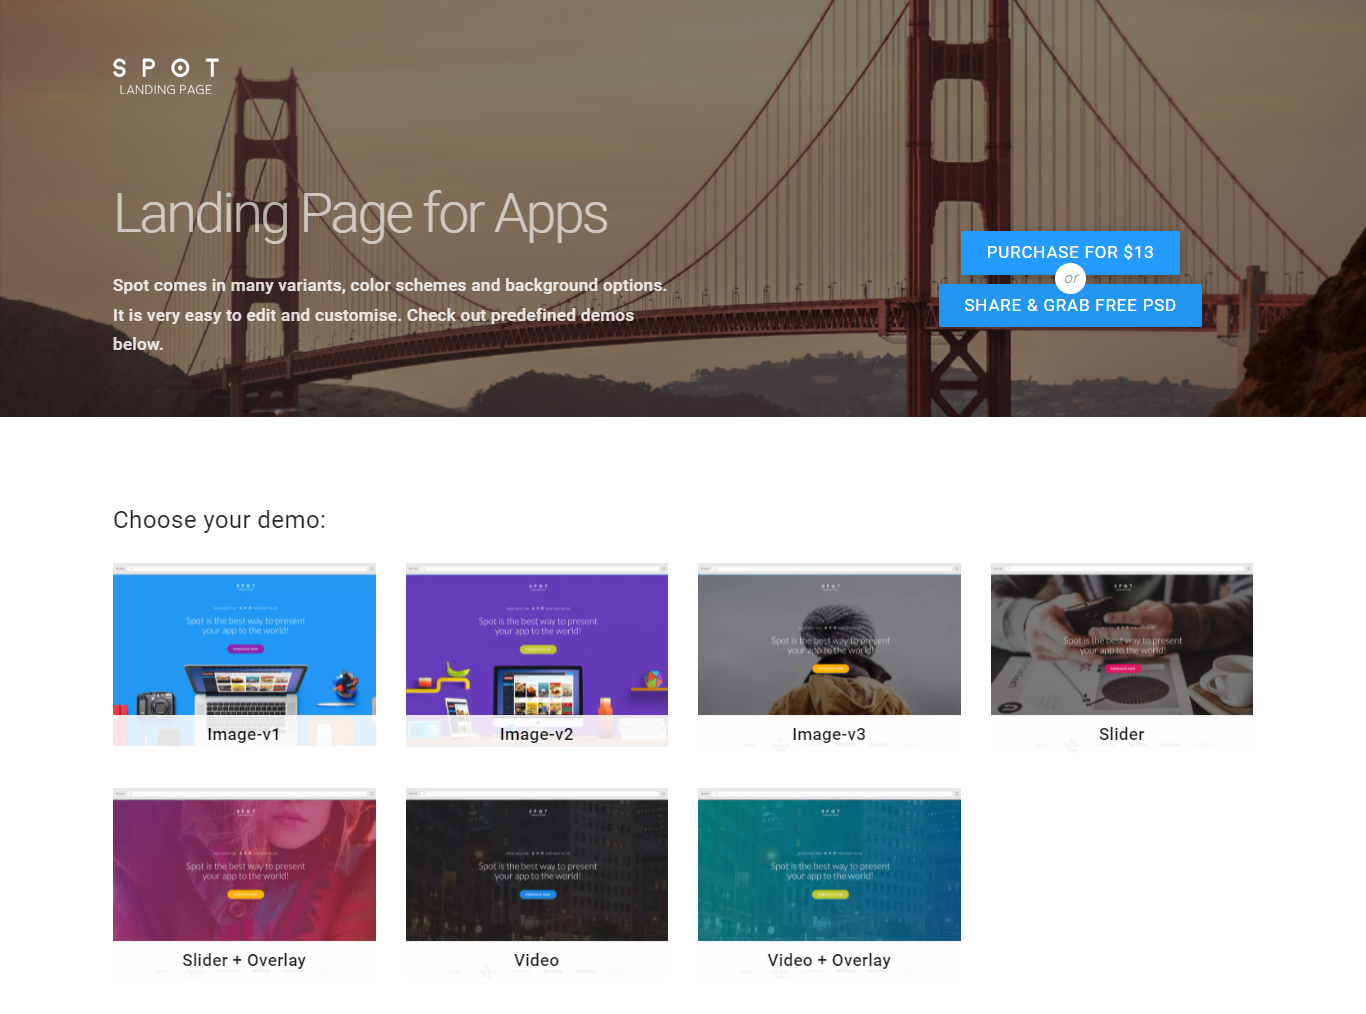 SPOT
LANDING PAGE
Landing Page for Apps
Spot comes in many variants, color schemes and background options.
It is very easy to edit and customise. Check out predefined demos
below.
PURCHASE FOR $13
or
SHARE & GRAB FREE PSD
Choose your demo:
SPOT
Spot is the best way to present
your app to the world!
Image-v1
SPOT
Spot is the best way to present
your app to the world!
Image-v2
SPOT
Spot is the best way to present
your app to the world!
Image-v3
SPOT
Spot is the best way to present
your app to the world!
Slider
SPOT
Spot is the best way to present
your app to the world!
Slider + Overlay
SPOT
Spot is the best way to present
your app to the world!
Video
SPOT
Spot is the best way to present
your app to the world!
Video + Overlay